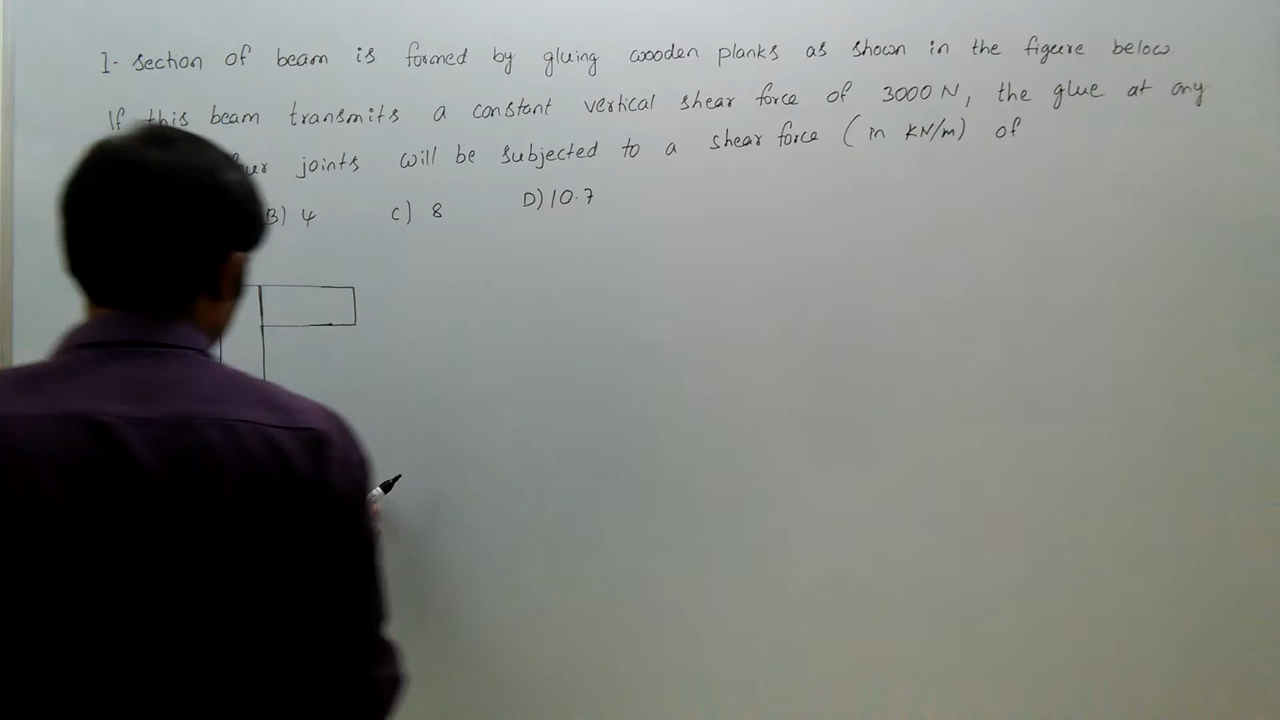 I- section of beam is formed by gluing wooden planks as shown in the figure below
If this beam transmits a constant vertical shear force of 3000 N, the glue at any
joints will be subjected to a shear force (in KN/m) of
B) 4 C) 8 D) 10.7